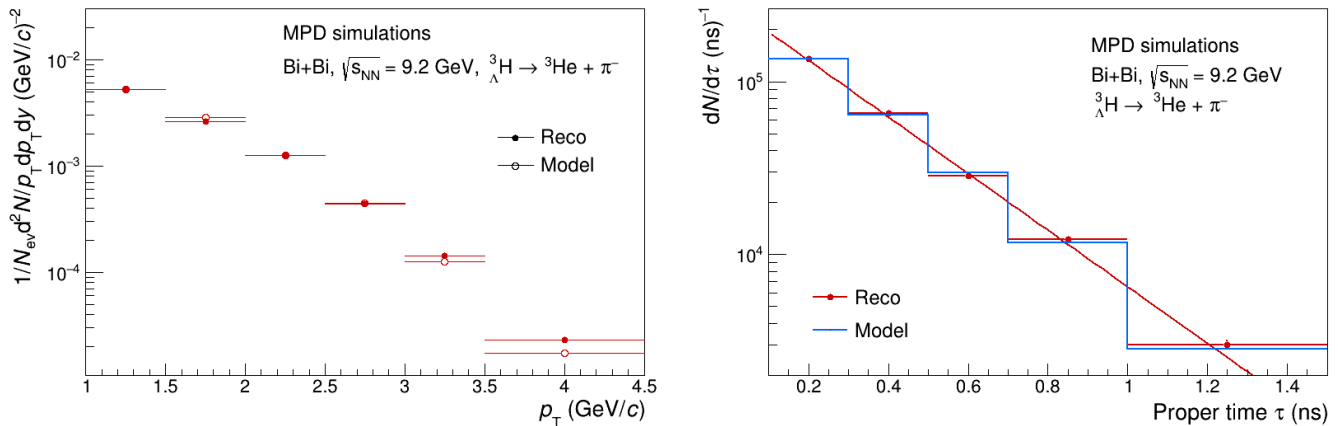 MPD simulations
Bi+Bi, √sNN = 9.2 GeV, ³ΛH → ³He + π⁻
Reco
Model
1/Nev d²N/pTdpTdy (GeV/c)⁻²
10⁻²
10⁻³
10⁻⁴
1 1.5 2 2.5 3 3.5 4 4.5
pT (GeV/c)
MPD simulations
Bi+Bi, √sNN = 9.2 GeV
³ΛH → ³He + π⁻
Reco
Model
dN/dτ (ns)⁻¹
10⁵
10⁴
0.2 0.4 0.6 0.8 1 1.2 1.4
Proper time τ (ns)